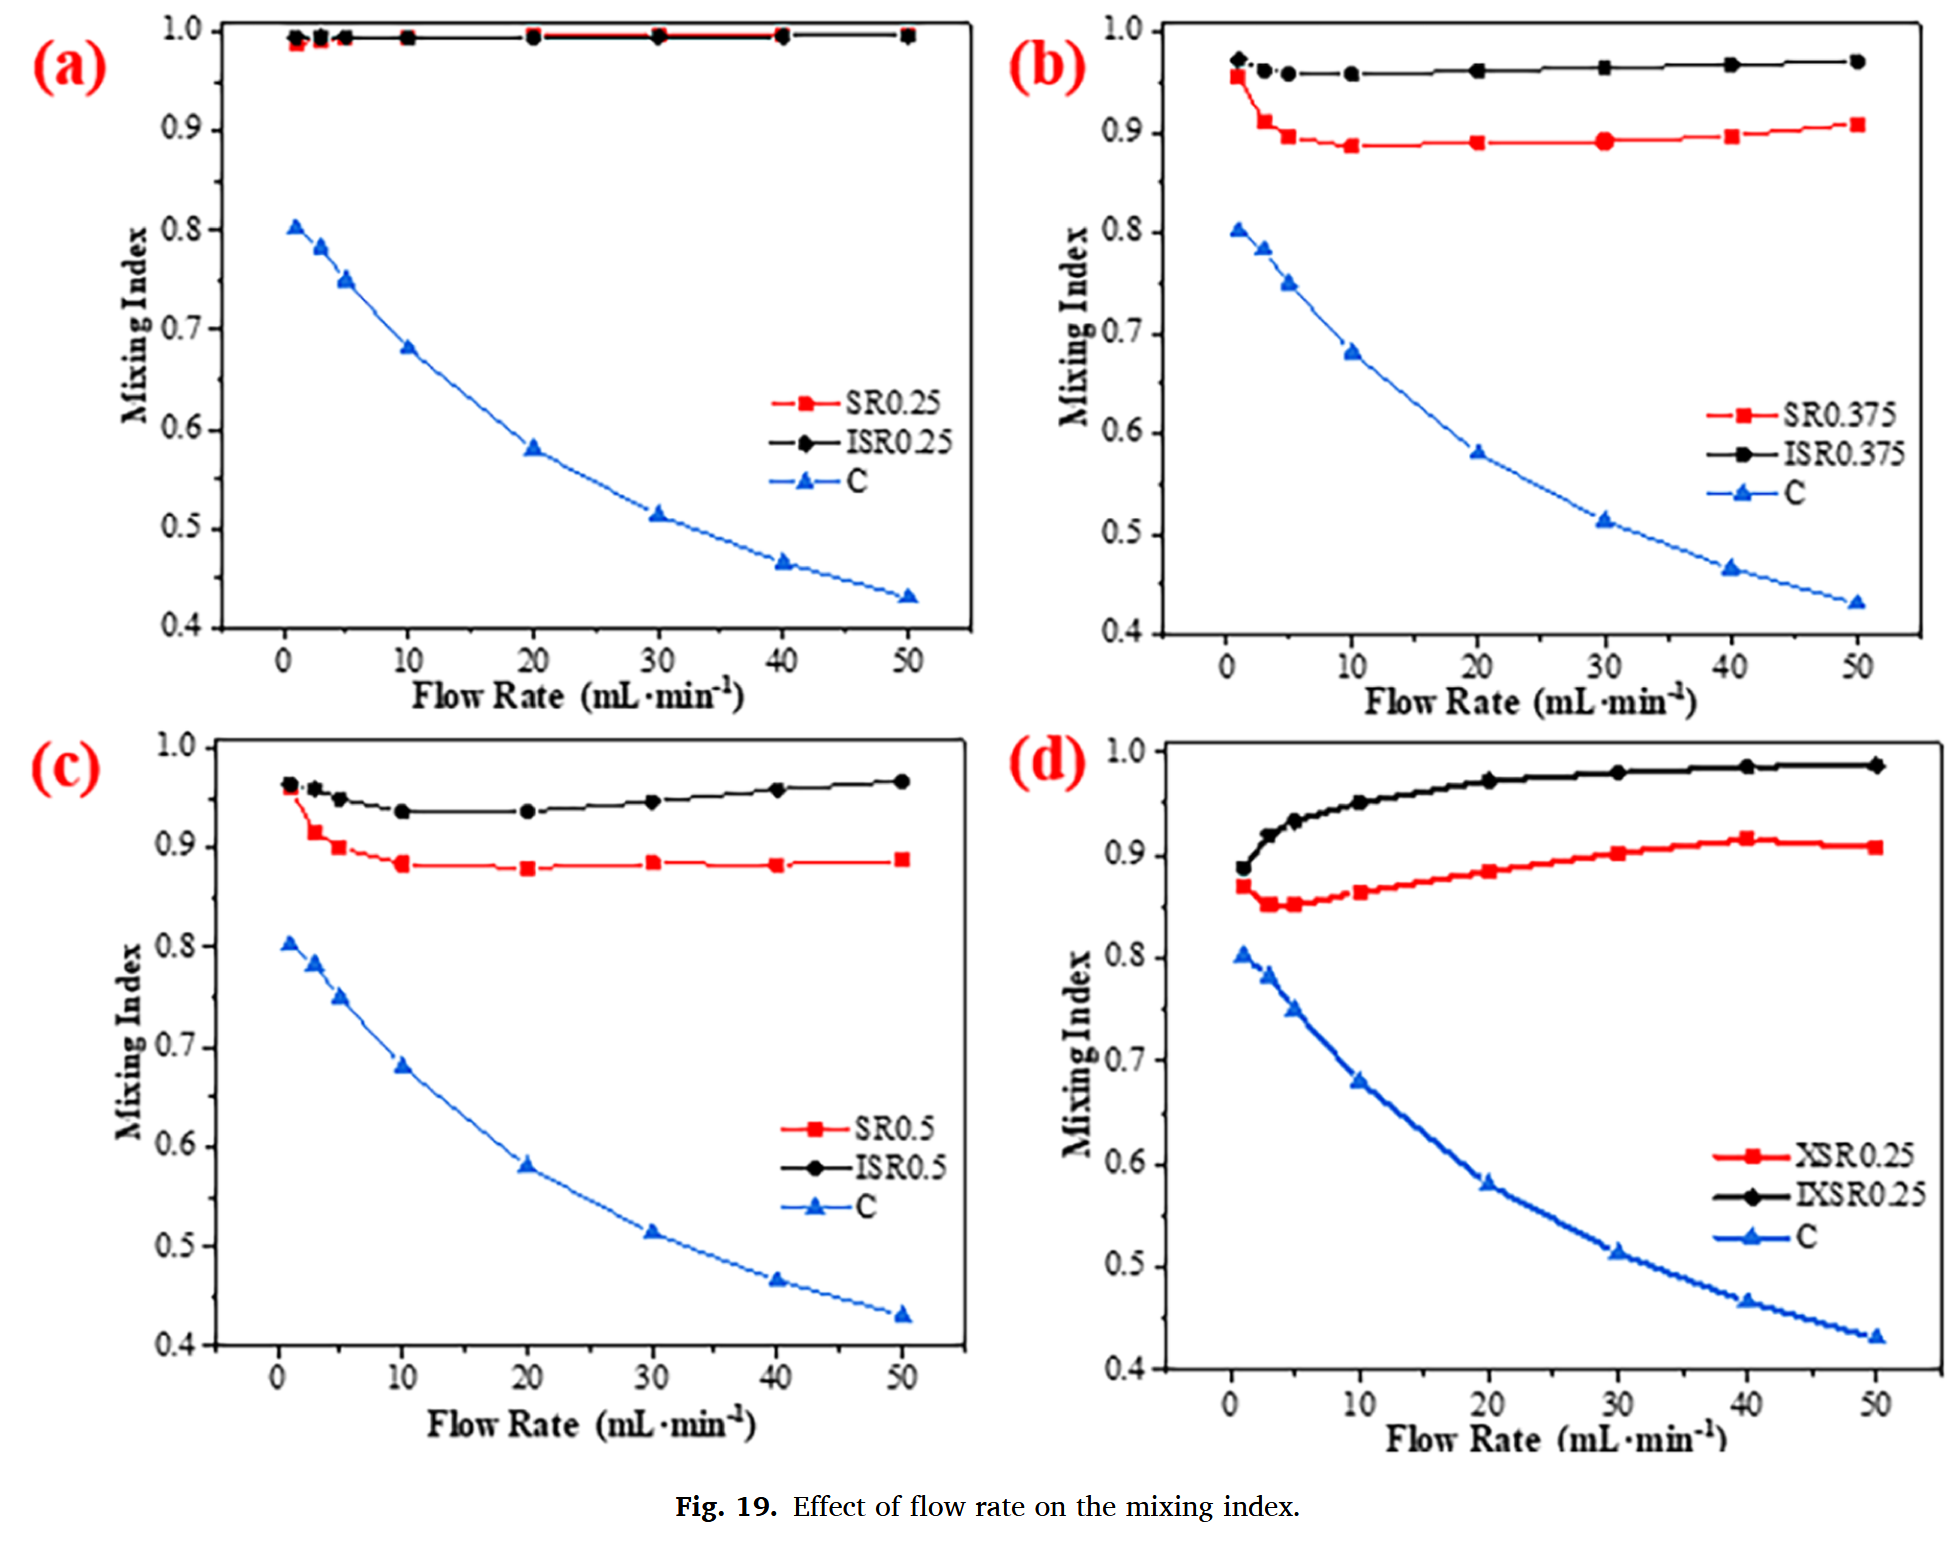 (a)
1.0
0.9
0.8
0.7
0.6
0.5
0.4
Mixing Index
SR0.25
ISR0.25
C
0 10 20 30 40 50
Flow Rate (mL·min⁻¹)
(b)
1.0
0.9
0.8
0.7
0.6
0.5
0.4
Mixing Index
SR0.375
ISR0.375
C
0 10 20 30 40 50
Flow Rate (mL·min⁻¹)
(c)
1.0
0.9
0.8
0.7
0.6
0.5
0.4
Mixing Index
SR0.5
ISR0.5
C
0 10 20 30 40 50
Flow Rate (mL·min⁻¹)
(d)
1.0
0.9
0.8
0.7
0.6
0.5
0.4
Mixing Index
XSR0.25
IXSR0.25
C
0 10 20 30 40 50
Flow Rate (mL·min⁻¹)
Fig. 19. Effect of flow rate on the mixing index.